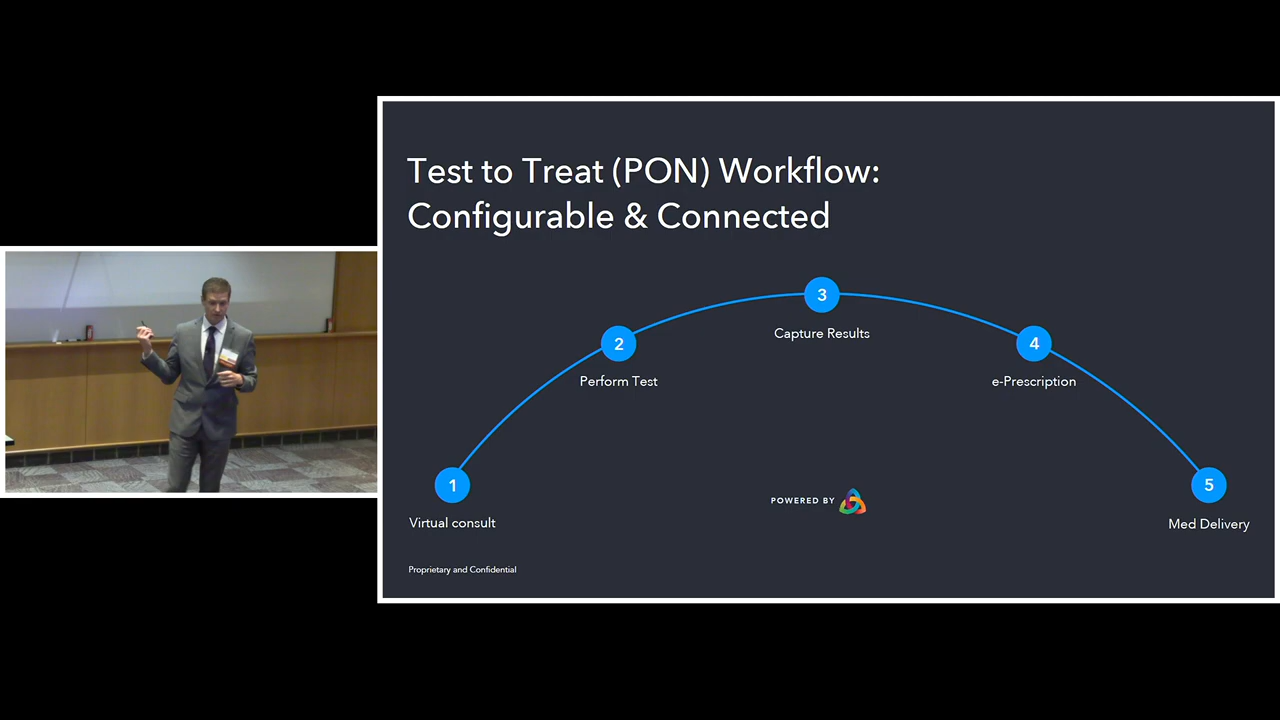 Test to Treat (PON) Workflow:
Configurable & Connected
1
Virtual consult
2
Perform Test
3
Capture Results
4
e-Prescription
5
Med Delivery
POWERED BY
Proprietary and Confidential